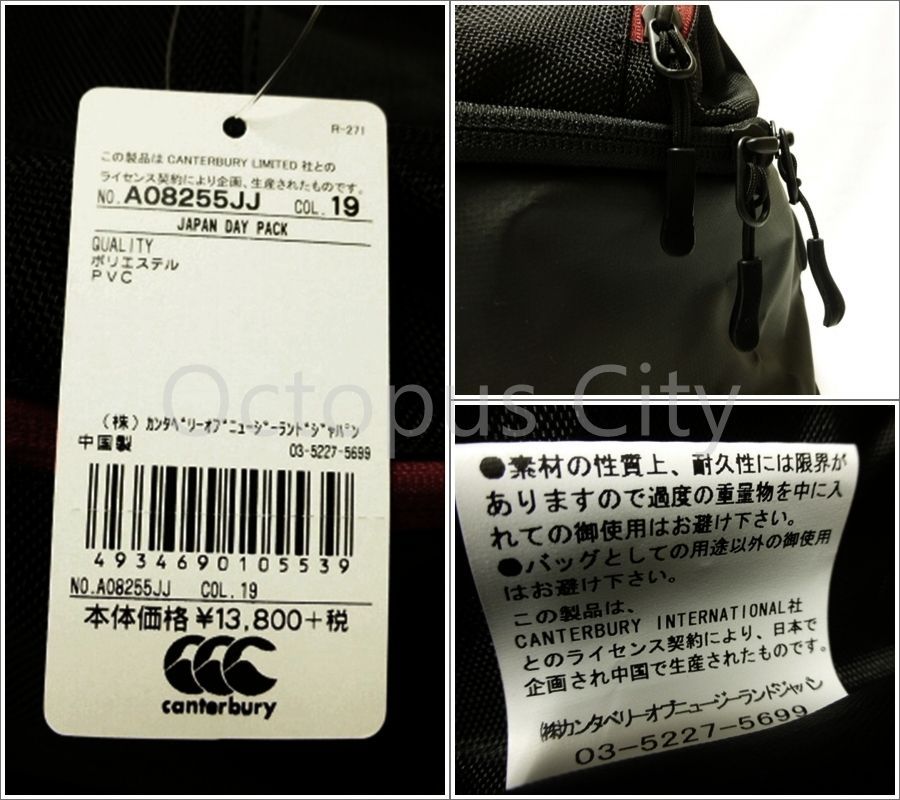 R-271
この製品は CANTERBURY LIMITED 社との
ライセンス契約により企画、生産されたものです。
NO. A08255JJ COL. 19
JAPAN DAY PACK
QUALITY
ポリエステル
PVC
(株) カンタベリーオブニュージーランドジャパン
中国製 03-5227-5699
4934690105539
NO. A08255JJ COL. 19
本体価格 ¥13,800+税
canterbury
Octopus City
●素材の性質上、耐久性には限界が
ありますので過度の重量物を中に入
れての御使用はお避け下さい。
●バッグとしての用途以外の御使用
はお避け下さい。
この製品は、
CANTERBURY INTERNATIONAL社
とのライセンス契約により、日本で
企画され中国で生産されたものです。
㈱カンタベリーオブニュージーランドジャパン
03-5227-5699